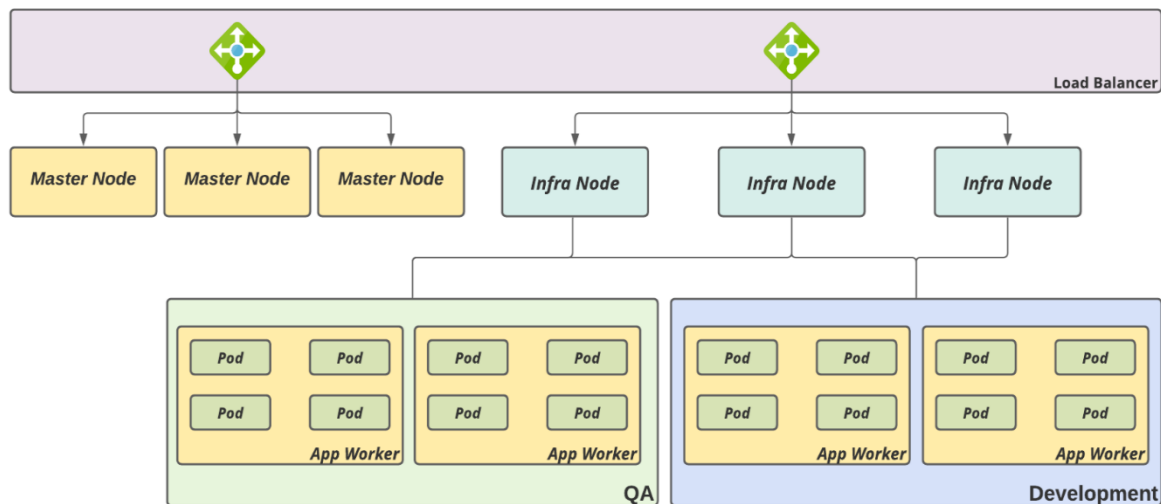 Load Balancer
Master Node
Master Node
Master Node
Infra Node
Infra Node
Infra Node
Pod
Pod
Pod
Pod
App Worker
Pod
Pod
Pod
Pod
App Worker
QA
Pod
Pod
Pod
Pod
App Worker
Pod
Pod
Pod
Pod
App Worker
Development